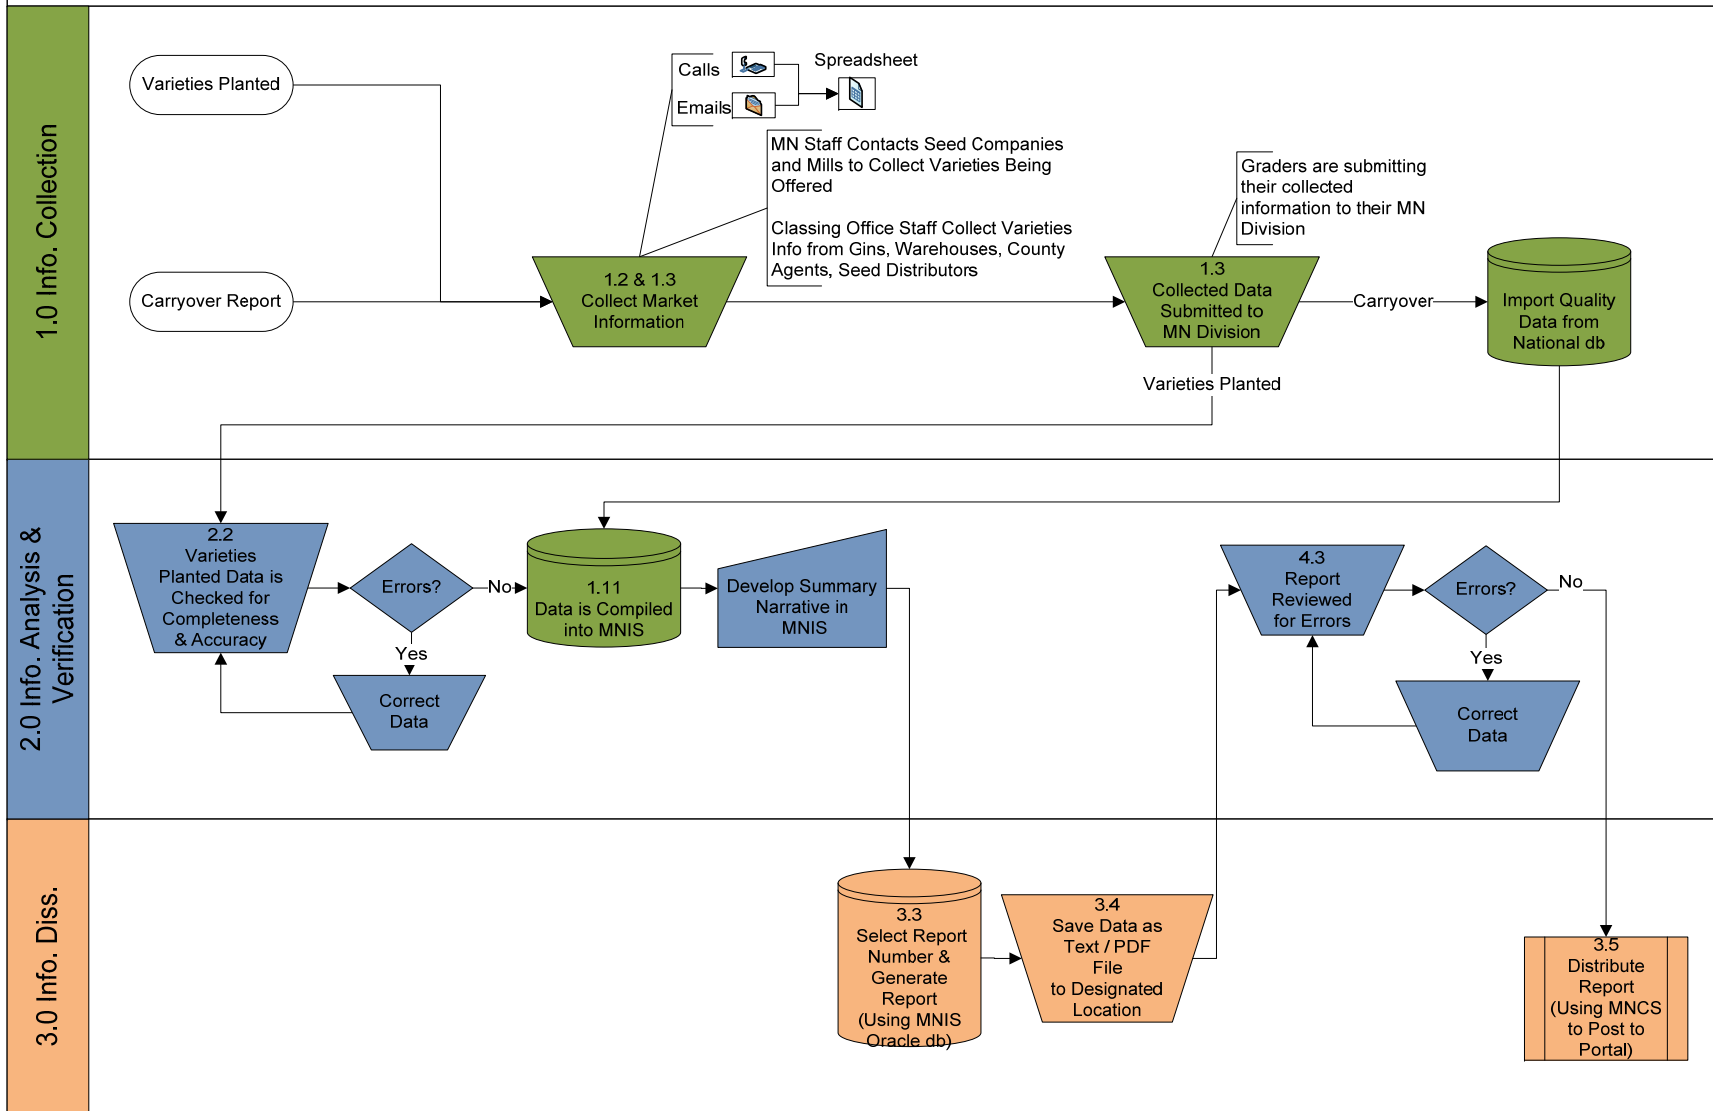 1.0 Info. Collection
Varieties Planted
Carryover Report
Calls
Emails
Spreadsheet
MN Staff Contacts Seed Companies
and Mills to Collect Varieties Being
Offered
Classing Office Staff Collect Varieties
Info from Gins, Warehouses, County
Agents, Seed Distributors
1.2 & 1.3
Collect Market
Information
Graders are submitting
their collected
information to their MN
Division
1.3
Collected Data
Submitted to
MN Division
Carryover
Import Quality
Data from
National db
Varieties Planted
2.0 Info. Analysis &
Verification
2.2
Varieties
Planted Data is
Checked for
Completeness
& Accuracy
Errors?
No
Yes
Correct
Data
1.11
Data is Compiled
into MNIS
Develop Summary
Narrative in
MNIS
4.3
Report
Reviewed
for Errors
Errors?
No
Yes
Correct
Data
3.0 Info. Diss.
3.3
Select Report
Number &
Generate
Report
(Using MNIS
Oracle db)
3.4
Save Data as
Text / PDF
File
to Designated
Location
3.5
Distribute
Report
(Using MNCS
to Post to
Portal)